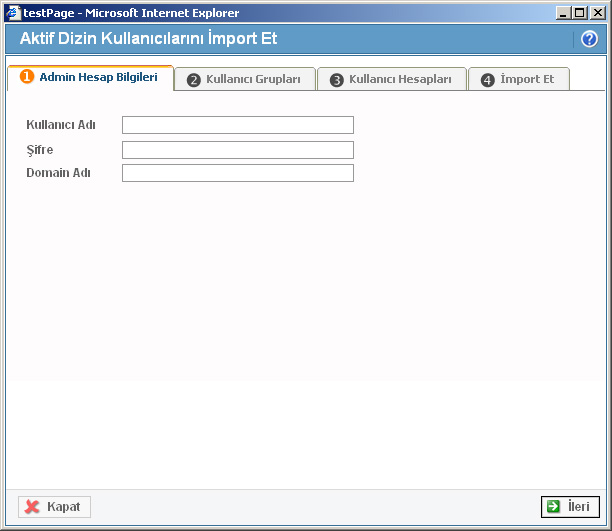 testPage - Microsoft Internet Explorer
Aktif Dizin Kullanıcılarını İmport Et
?
1 Admin Hesap Bilgileri
2 Kullanıcı Grupları
3 Kullanıcı Hesapları
4 İmport Et
Kullanıcı Adı
Şifre
Domain Adı
Kapat
İleri